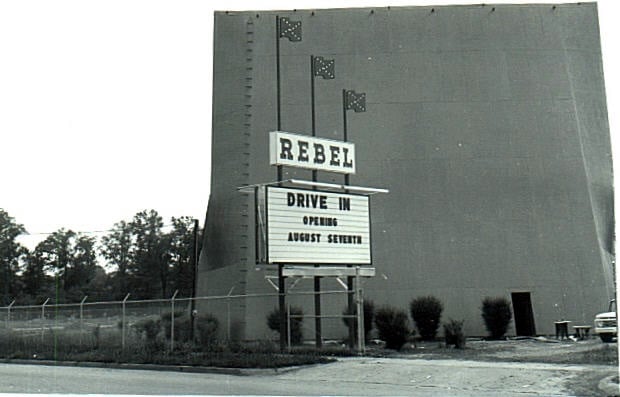 REBEL
DRIVE IN
OPENING
AUGUST SEVENTH